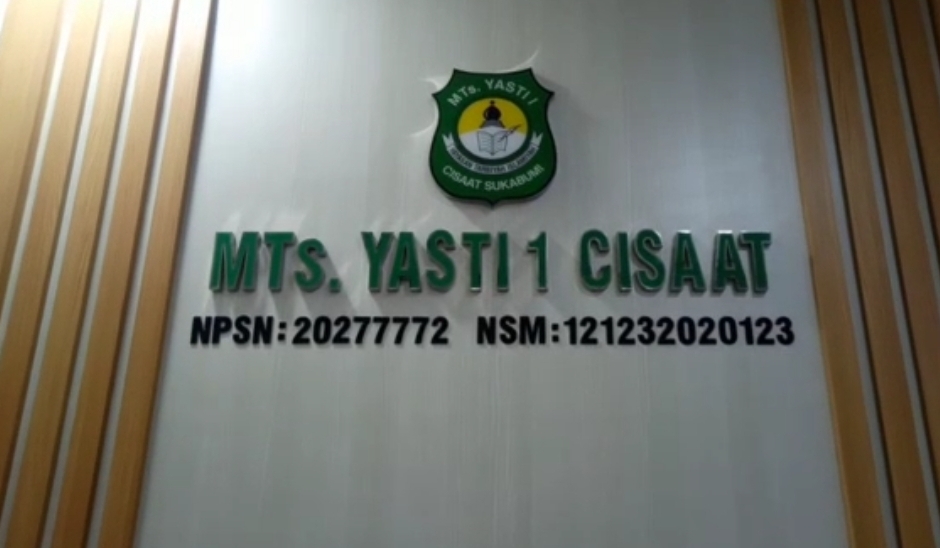 MTs. YASTI I
CISAAT SUKABUMI
MTs. YASTI 1 CISAAT
NPSN:20277772 NSM:121232020123